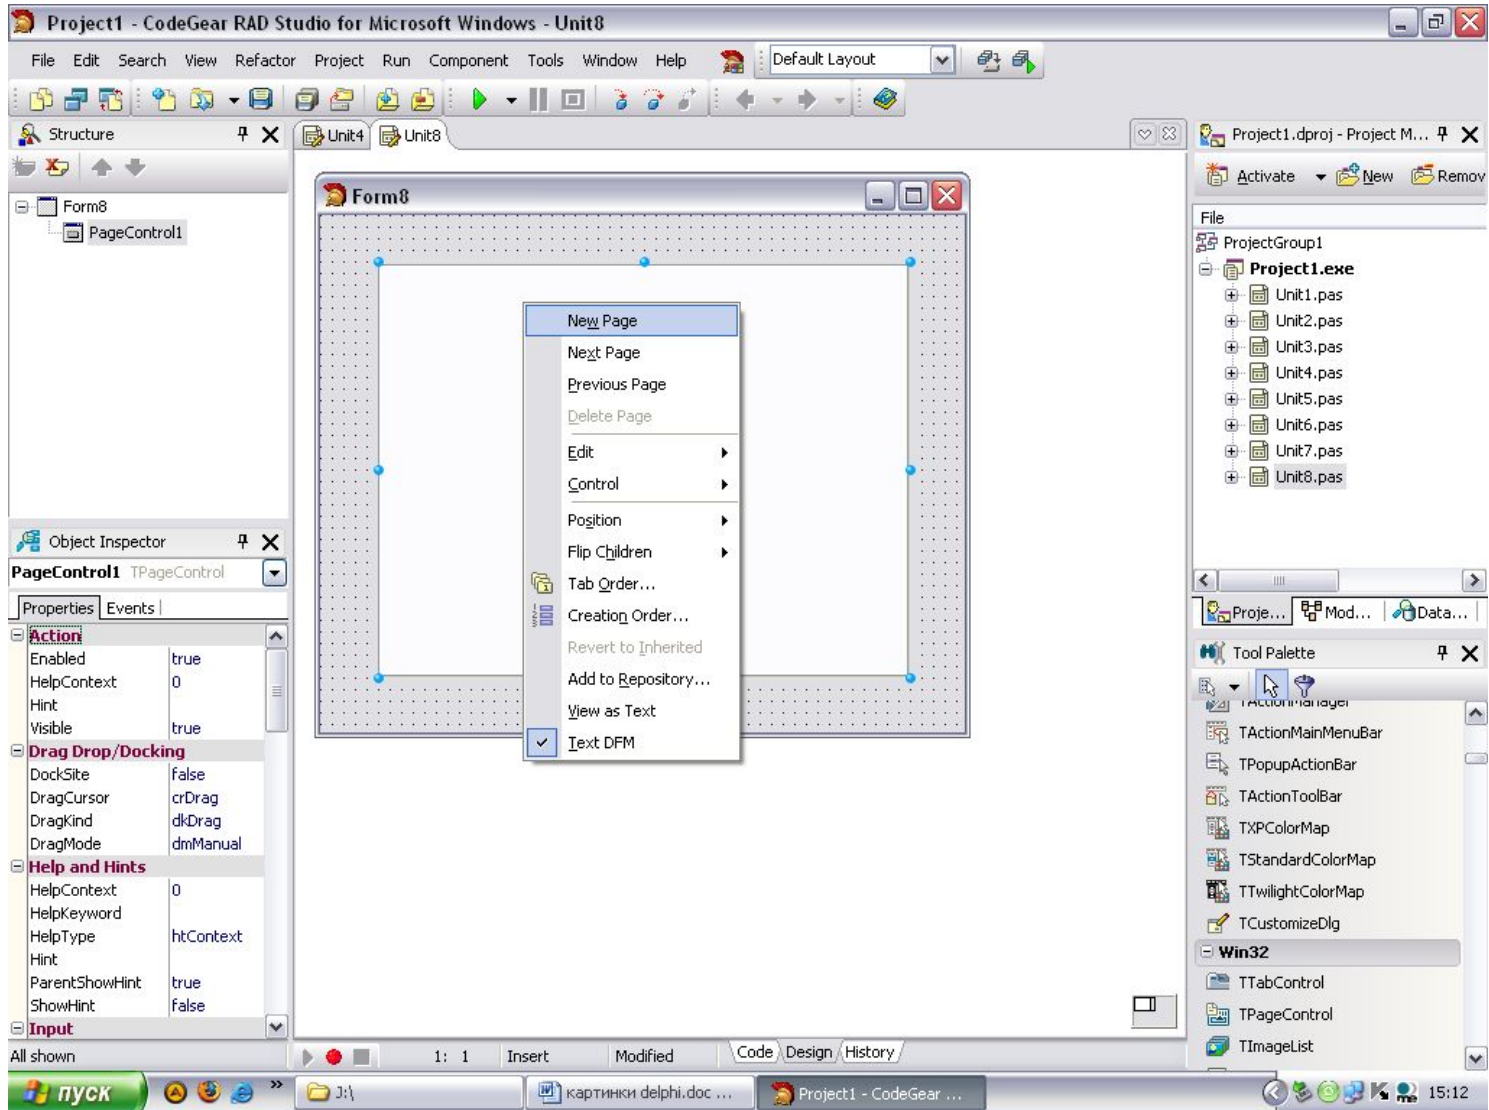 Project1 - CodeGear RAD Studio for Microsoft Windows - Unit8
File Edit Search View Refactor Project Run Component Tools Window Help
Default Layout
Structure
Form8
PageControl1
Unit4 Unit8
Form8
New Page
Next Page
Previous Page
Delete Page
Edit
Control
Position
Flip Children
Tab Order...
Creation Order...
Revert to Inherited
Add to Repository...
View as Text
Text DFM
Object Inspector
PageControl1 TPageControl
Properties Events
Action
Enabled true
HelpContext 0
Hint
Visible true
Drag Drop/Docking
DockSite false
DragCursor crDrag
DragKind dkDrag
DragMode dmManual
Help and Hints
HelpContext 0
HelpKeyword
HelpType htContext
Hint
ParentShowHint true
ShowHint false
Input
All shown
1: 1 Insert Modified
Code Design History
Project1.dproj - Project M...
Activate New Remov
File
ProjectGroup1
Project1.exe
Unit1.pas
Unit2.pas
Unit3.pas
Unit4.pas
Unit5.pas
Unit6.pas
Unit7.pas
Unit8.pas
Proje... Mod... Data...
Tool Palette
TActionManager
TActionMainMenuBar
TPopupActionBar
TActionToolBar
TXPColorMap
TStandardColorMap
TTwilightColorMap
TCustomizeDlg
Win32
TTabControl
TPageControl
TImageList
пуск
J:\
картинки delphi.doc ...
Project1 - CodeGear ...
15:12